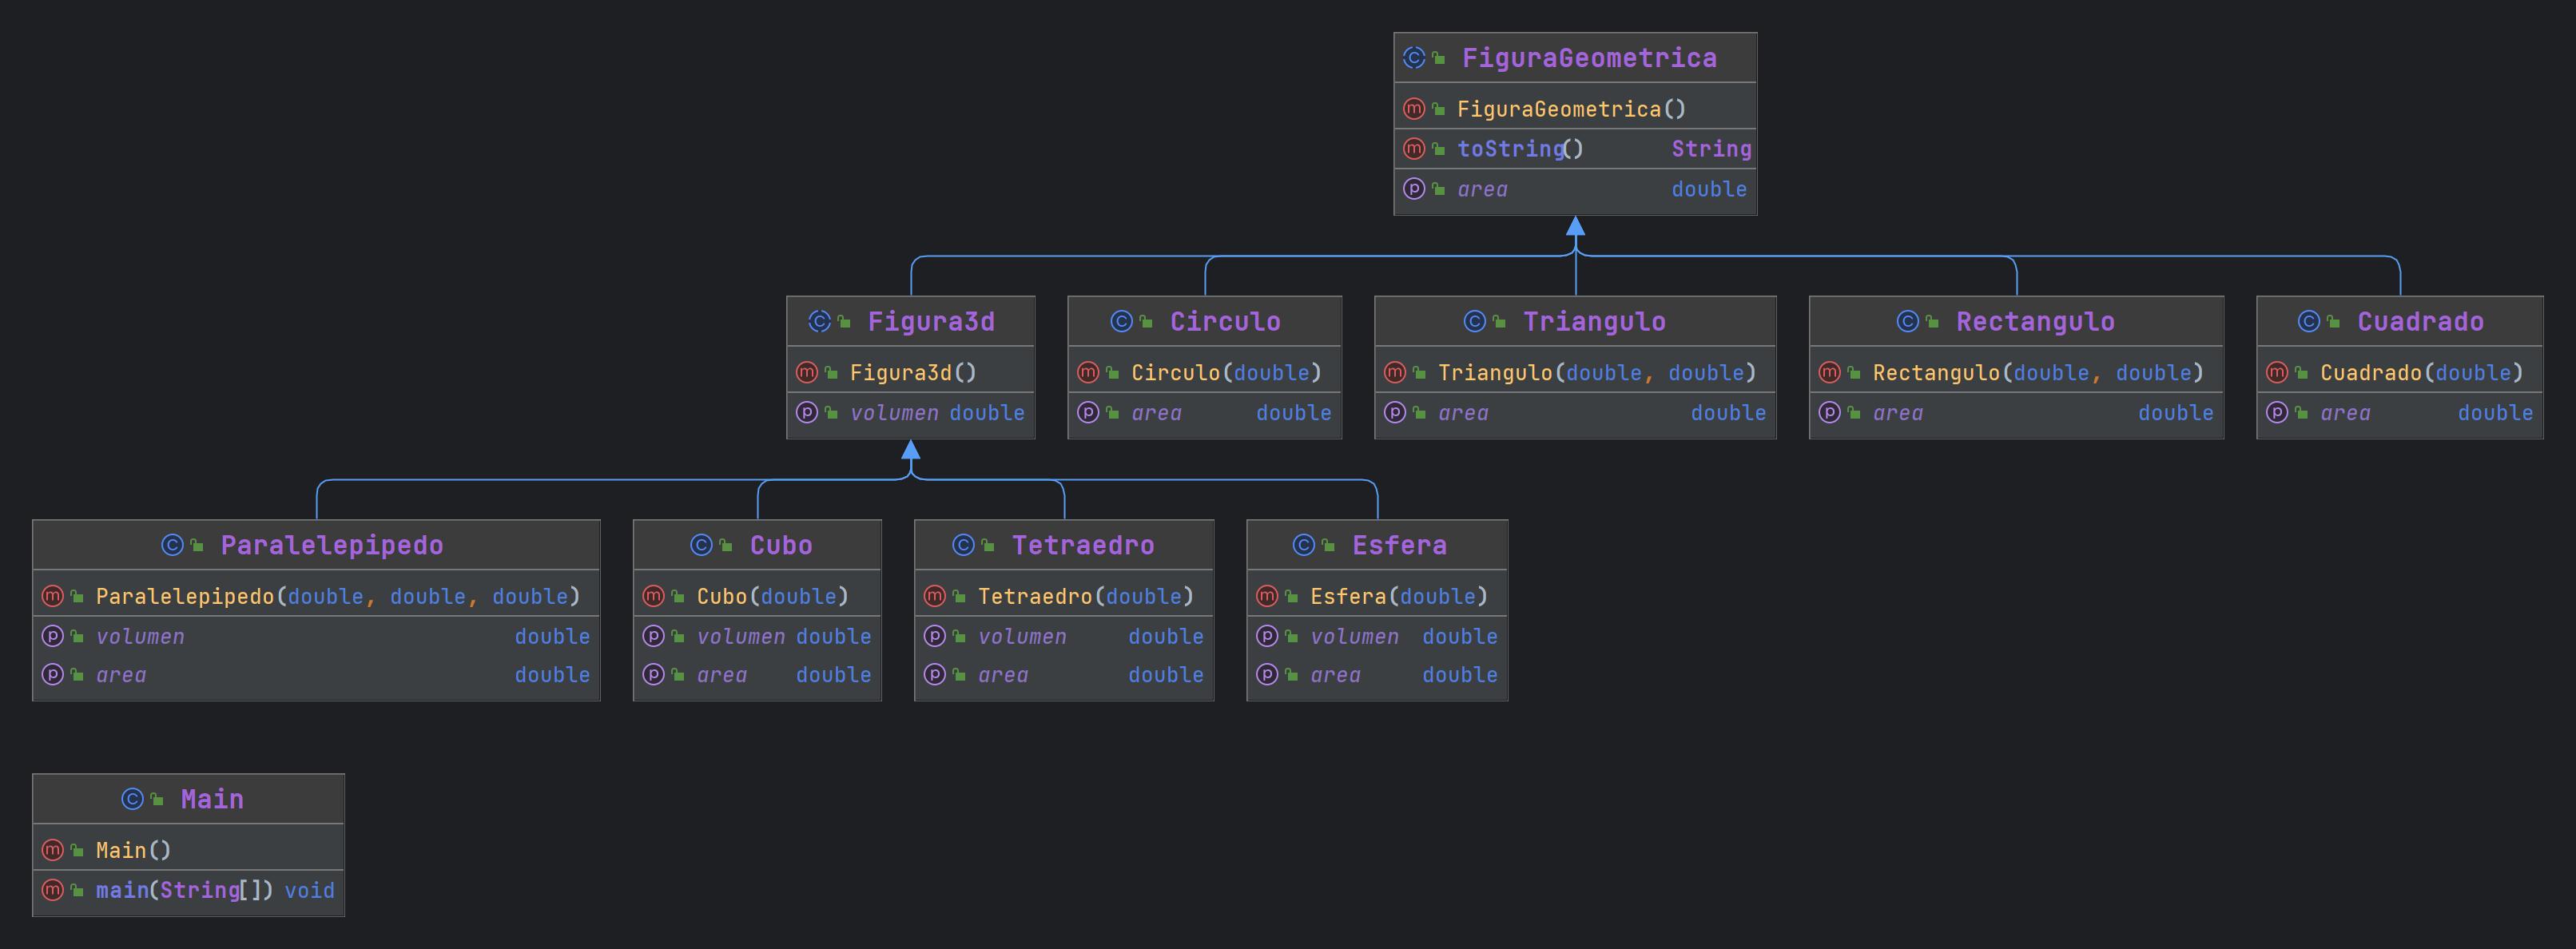 FiguraGeometrica
FiguraGeometrica()
toString() String
area double
Figura3d
Figura3d()
volumen double
Circulo
Circulo(double)
area double
Triangulo
Triangulo(double, double)
area double
Rectangulo
Rectangulo(double, double)
area double
Cuadrado
Cuadrado(double)
area double
Paralelepipedo
Paralelepipedo(double, double, double)
volumen double
area double
Cubo
Cubo(double)
volumen double
area double
Tetraedro
Tetraedro(double)
volumen double
area double
Esfera
Esfera(double)
volumen double
area double
Main
Main()
main(String[]) void